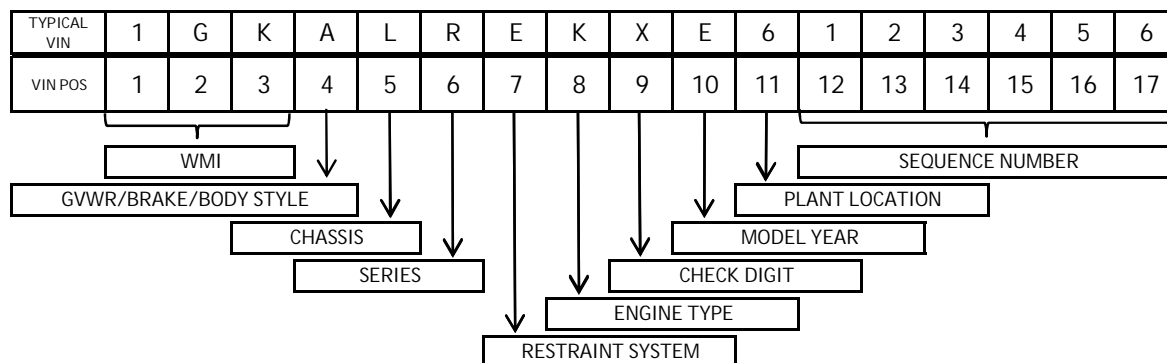 TYPICAL VIN 1 G K A L R E K X E 6 1 2 3 4 5 6
VIN POS 1 2 3 4 5 6 7 8 9 10 11 12 13 14 15 16 17
WMI SEQUENCE NUMBER
GVWR/BRAKE/BODY STYLE PLANT LOCATION
CHASSIS MODEL YEAR
SERIES CHECK DIGIT
ENGINE TYPE
RESTRAINT SYSTEM